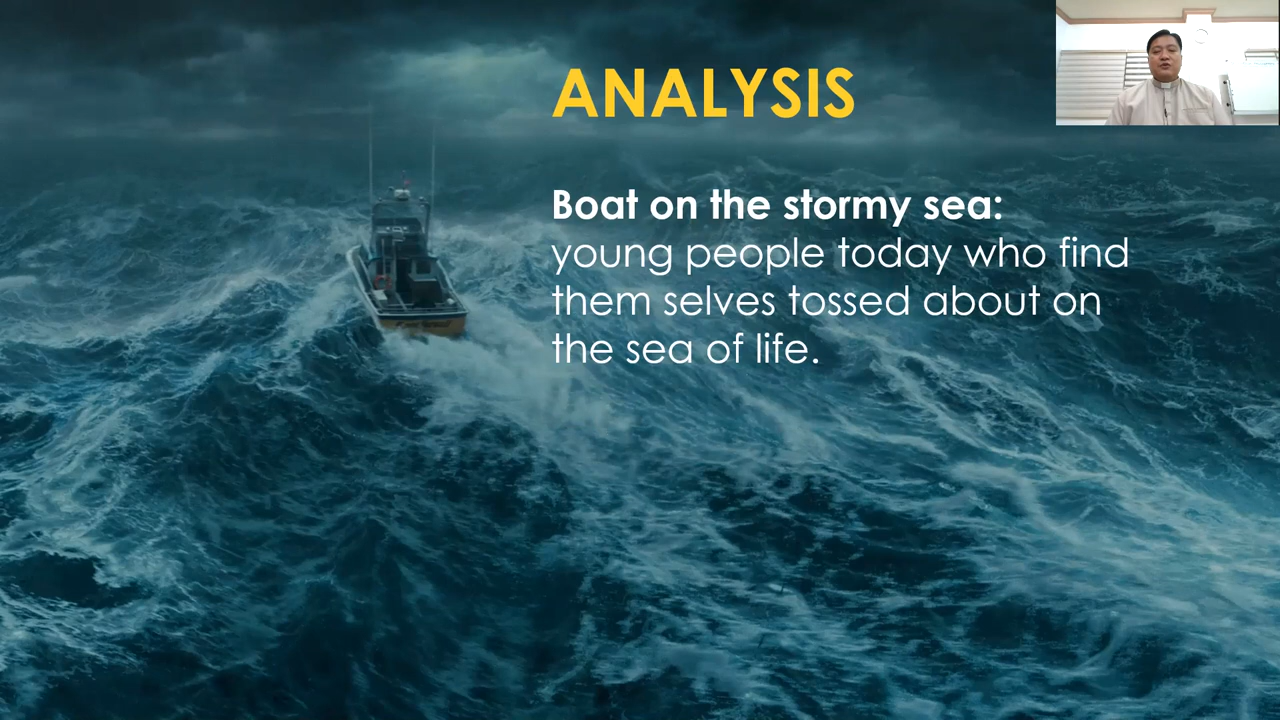 ANALYSIS
Boat on the stormy sea:
young people today who find
them selves tossed about on
the sea of life.